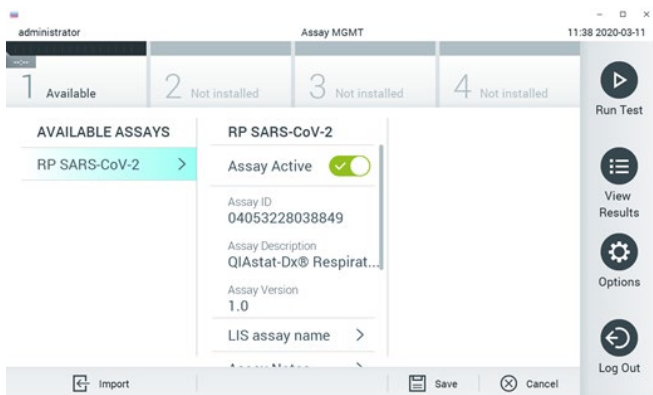 administrator Assay MGMT 11:38 2020-03-11
1 Available 2 Not installed 3 Not installed 4 Not installed
Run Test
AVAILABLE ASSAYS RP SARS-CoV-2
RP SARS-CoV-2 > Assay Active
Assay ID
04053228038849
View
Results
Assay Description
QIAstat-Dx® Respirat...
Options
Assay Version
1.0
LIS assay name >
Log Out
Import Save Cancel